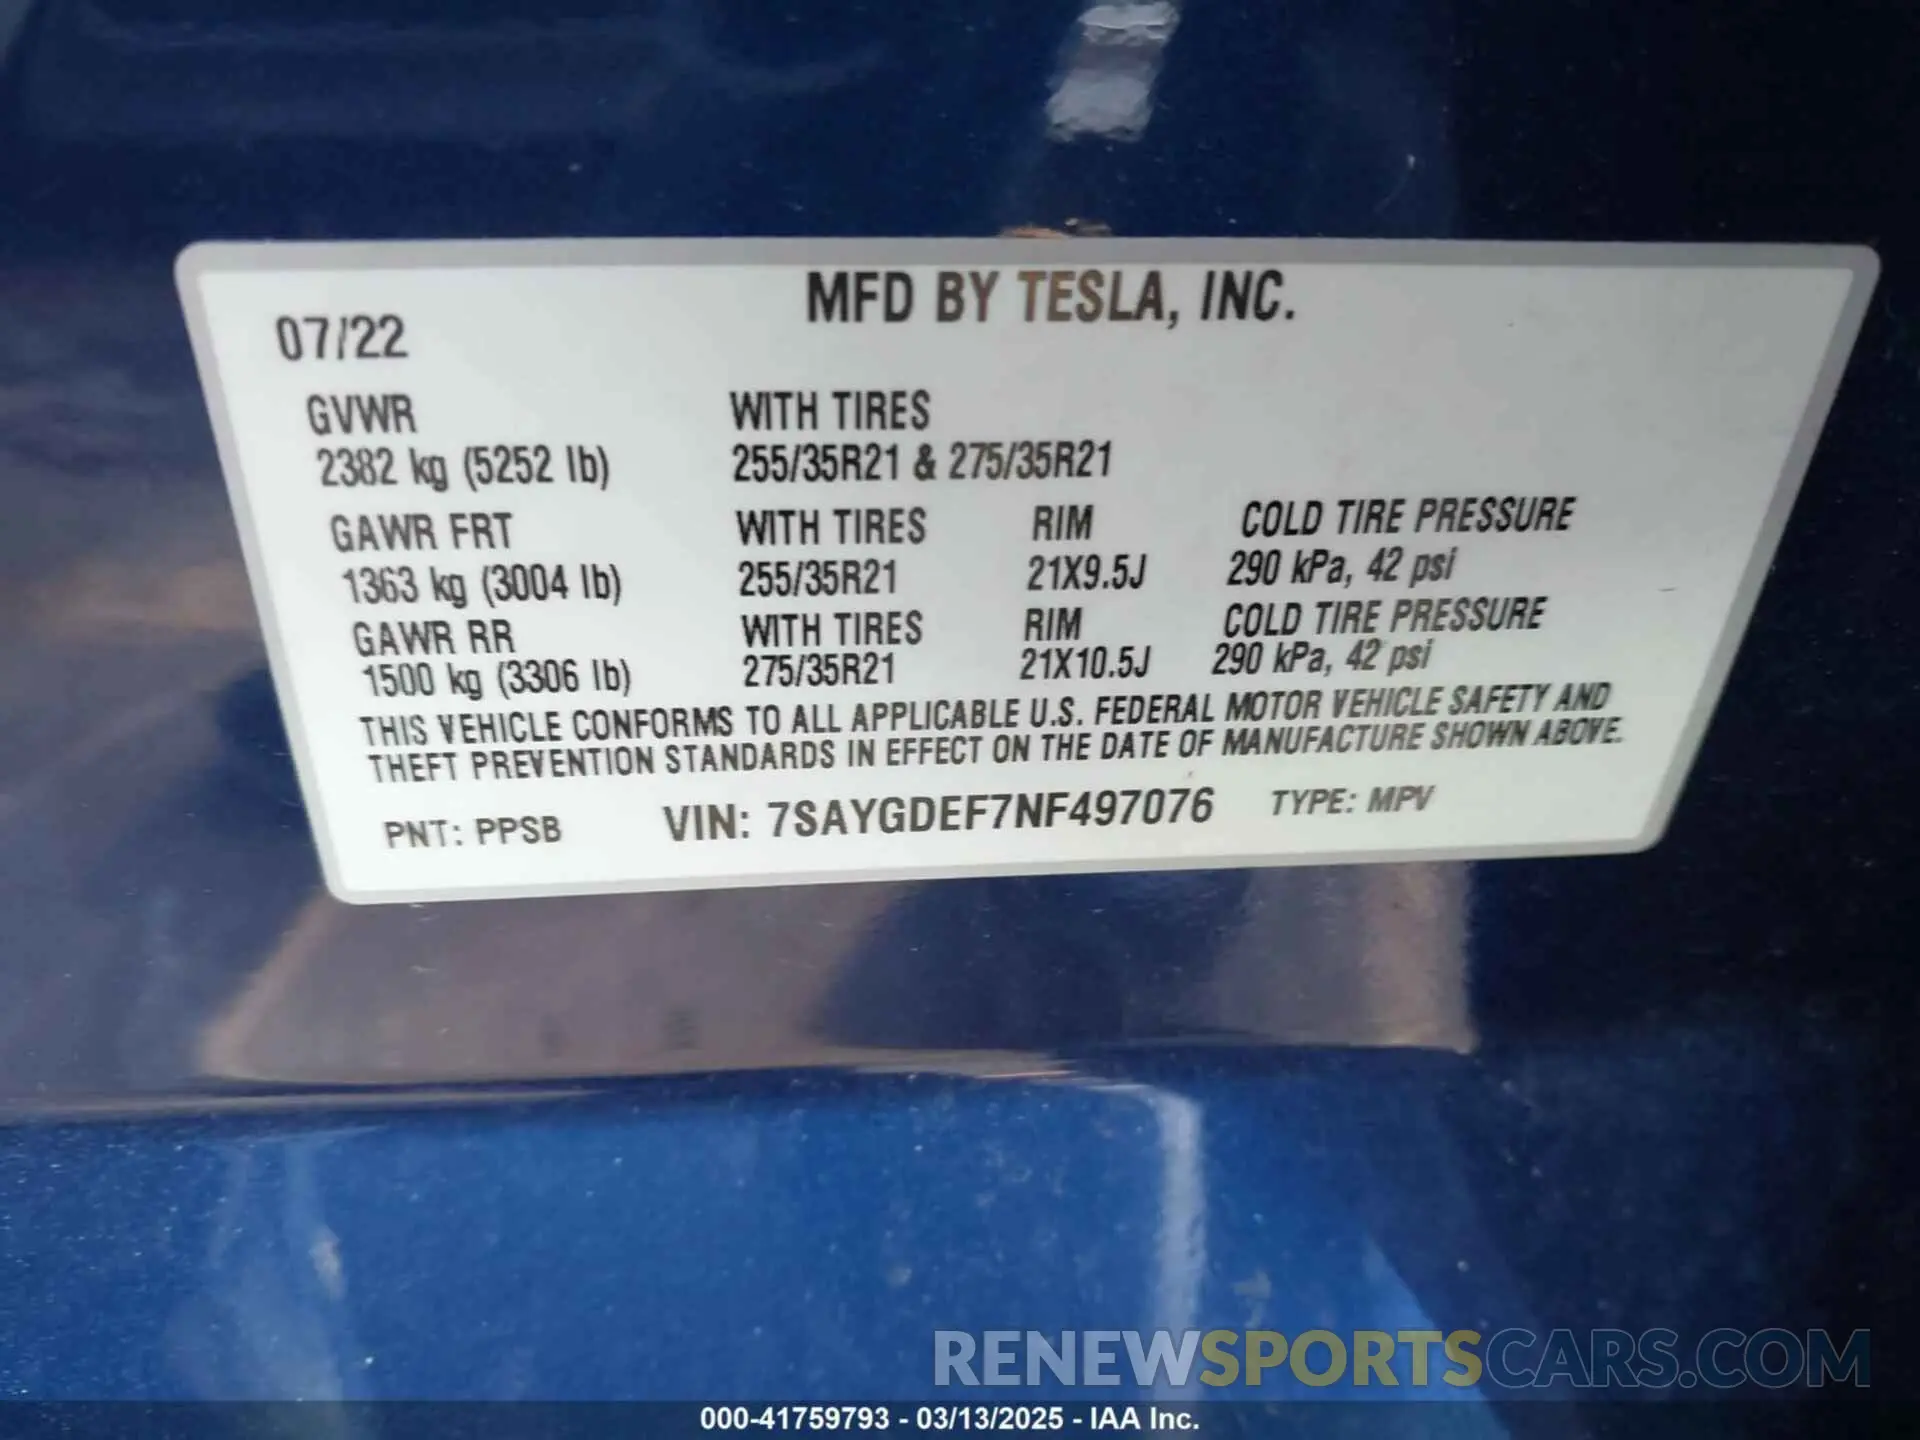 MFD BY TESLA, INC.
07/22
GVWR WITH TIRES
2382 kg (5252 lb) 255/35R21 & 275/35R21
GAWR FRT WITH TIRES RIM COLD TIRE PRESSURE
1363 kg (3004 lb) 255/35R21 21X9.5J 290 kPa, 42 psi
GAWR RR WITH TIRES RIM COLD TIRE PRESSURE
1500 kg (3306 lb) 275/35R21 21X10.5J 290 kPa, 42 psi
THIS VEHICLE CONFORMS TO ALL APPLICABLE U.S. FEDERAL MOTOR VEHICLE SAFETY AND
THEFT PREVENTION STANDARDS IN EFFECT ON THE DATE OF MANUFACTURE SHOWN ABOVE.
PNT: PPSB VIN: 7SAYGDEF7NF497076 TYPE: MPV
RENEWSPORTSCARS.COM
000-41759793 - 03/13/2025 - IAA Inc.